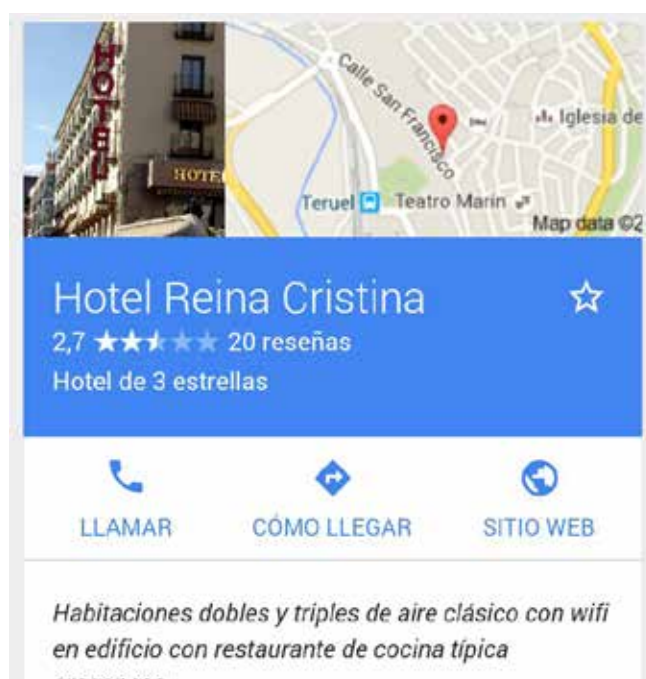 HOTEL
HOTE
Calle San Francisco
Iglesia de
Teruel
Teatro Marin
Map data ©2
Hotel Reina Cristina
2,7
20 reseñas
Hotel de 3 estrellas
LLAMAR
CÓMO LLEGAR
SITIO WEB
Habitaciones dobles y triples de aire clásico con wifi
en edificio con restaurante de cocina típica